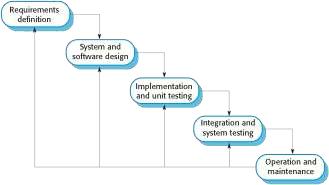 Requirements
definition
System and
software design
Implementation
and unit testing
Integration and
system testing
Operation and
maintenance